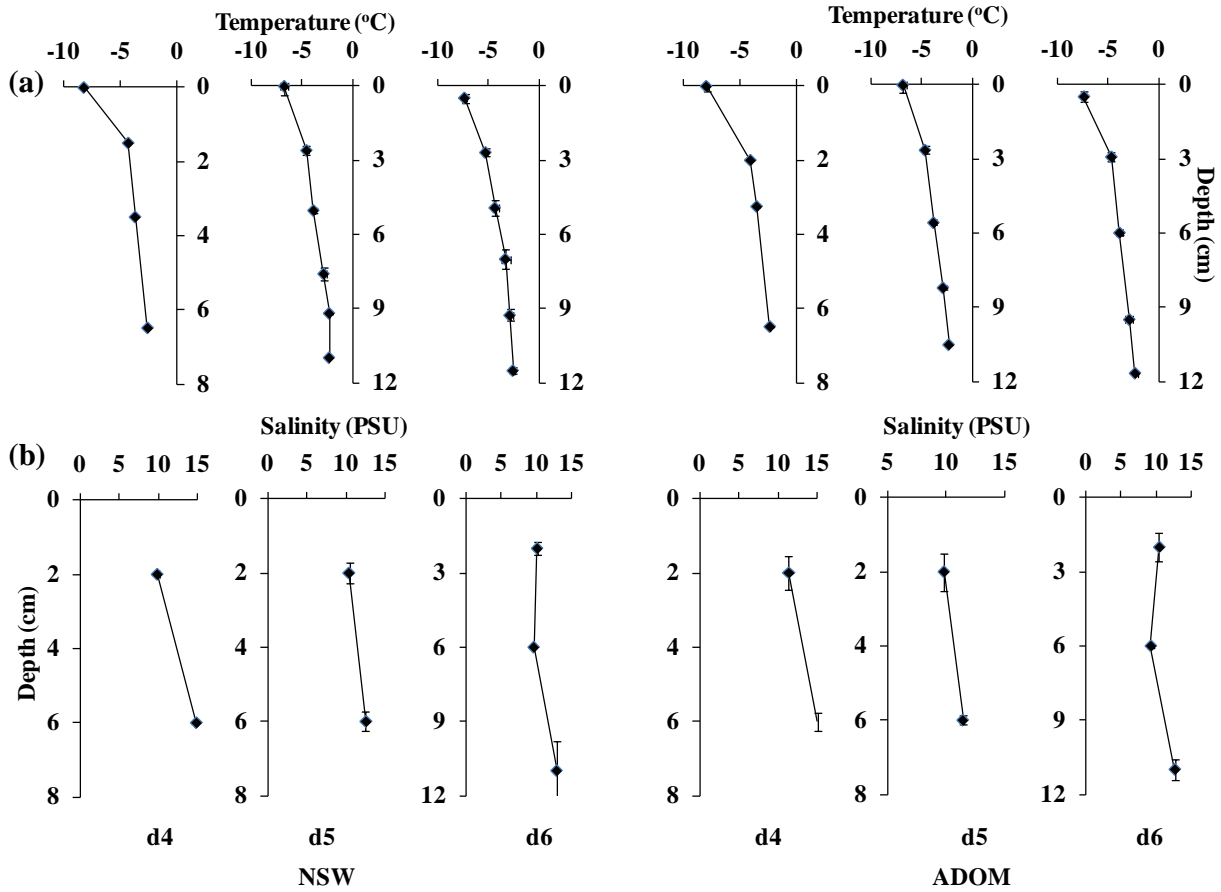 Temperature (oC) Temperature (oC)
-10 -5 0 -10 -5 0 -10 -5 0 -10 -5 0 -10 -5 0 -10 -5 0
(a)
0 0 0 0 0 0
2 3 3 2 3 3
4 6 6 4 6 6
6 9 9 6 9 9
8 12 12 8 12 12
Depth (cm)
Salinity (PSU) Salinity (PSU)
(b)
0 5 10 15 0 5 10 15 0 5 10 15 0 5 10 15 5 10 15 0 5 10 15
0 0 0 0 0 0
2 2 3 2 2 3
4 4 6 4 4 6
6 6 9 6 6 9
8 8 12 8 8 12
Depth (cm)
d4 d5 d6 d4 d5 d6
NSW ADOM